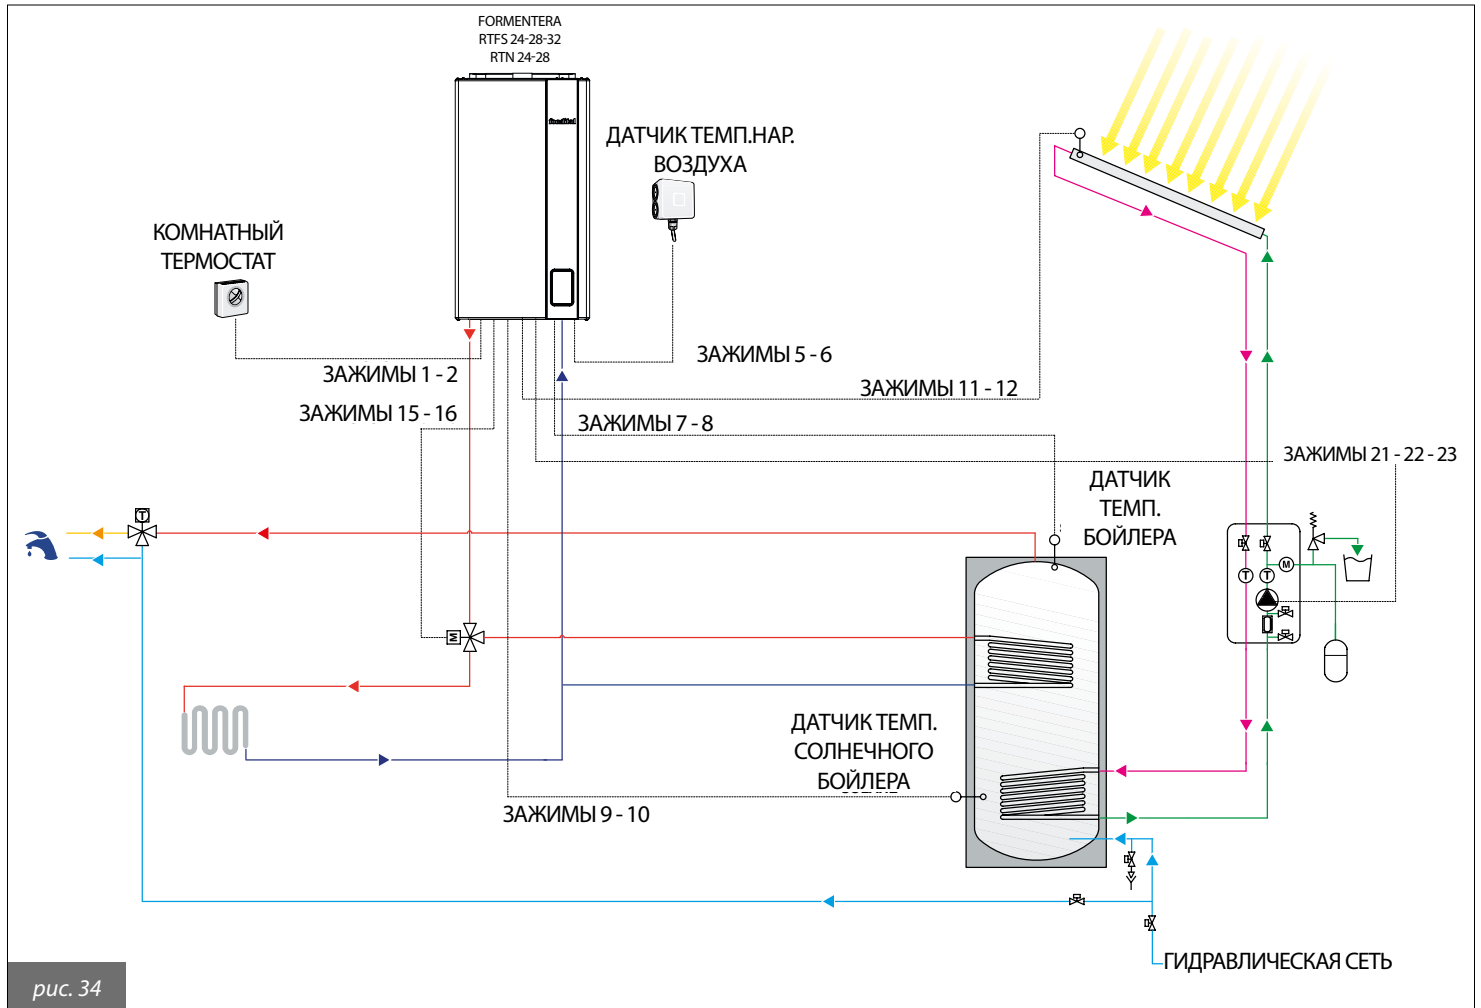 FORMENTERA
RTFS 24-28-32
RTN 24-28
ДАТЧИК ТЕМП.НАР.
ВОЗДУХА
КОМНАТНЫЙ
ТЕРМОСТАТ
ЗАЖИМЫ 5 - 6
ЗАЖИМЫ 1 - 2
ЗАЖИМЫ 11 - 12
ЗАЖИМЫ 15 - 16
ЗАЖИМЫ 7 - 8
ЗАЖИМЫ 21 - 22 - 23
ДАТЧИК
ТЕМП.
БОЙЛЕРА
T
M
T
T
M
ДАТЧИК ТЕМП.
СОЛНЕЧНОГО
БОЙЛЕРА
ЗАЖИМЫ 9 - 10
ГИДРАВЛИЧЕСКАЯ СЕТЬ
рис. 34